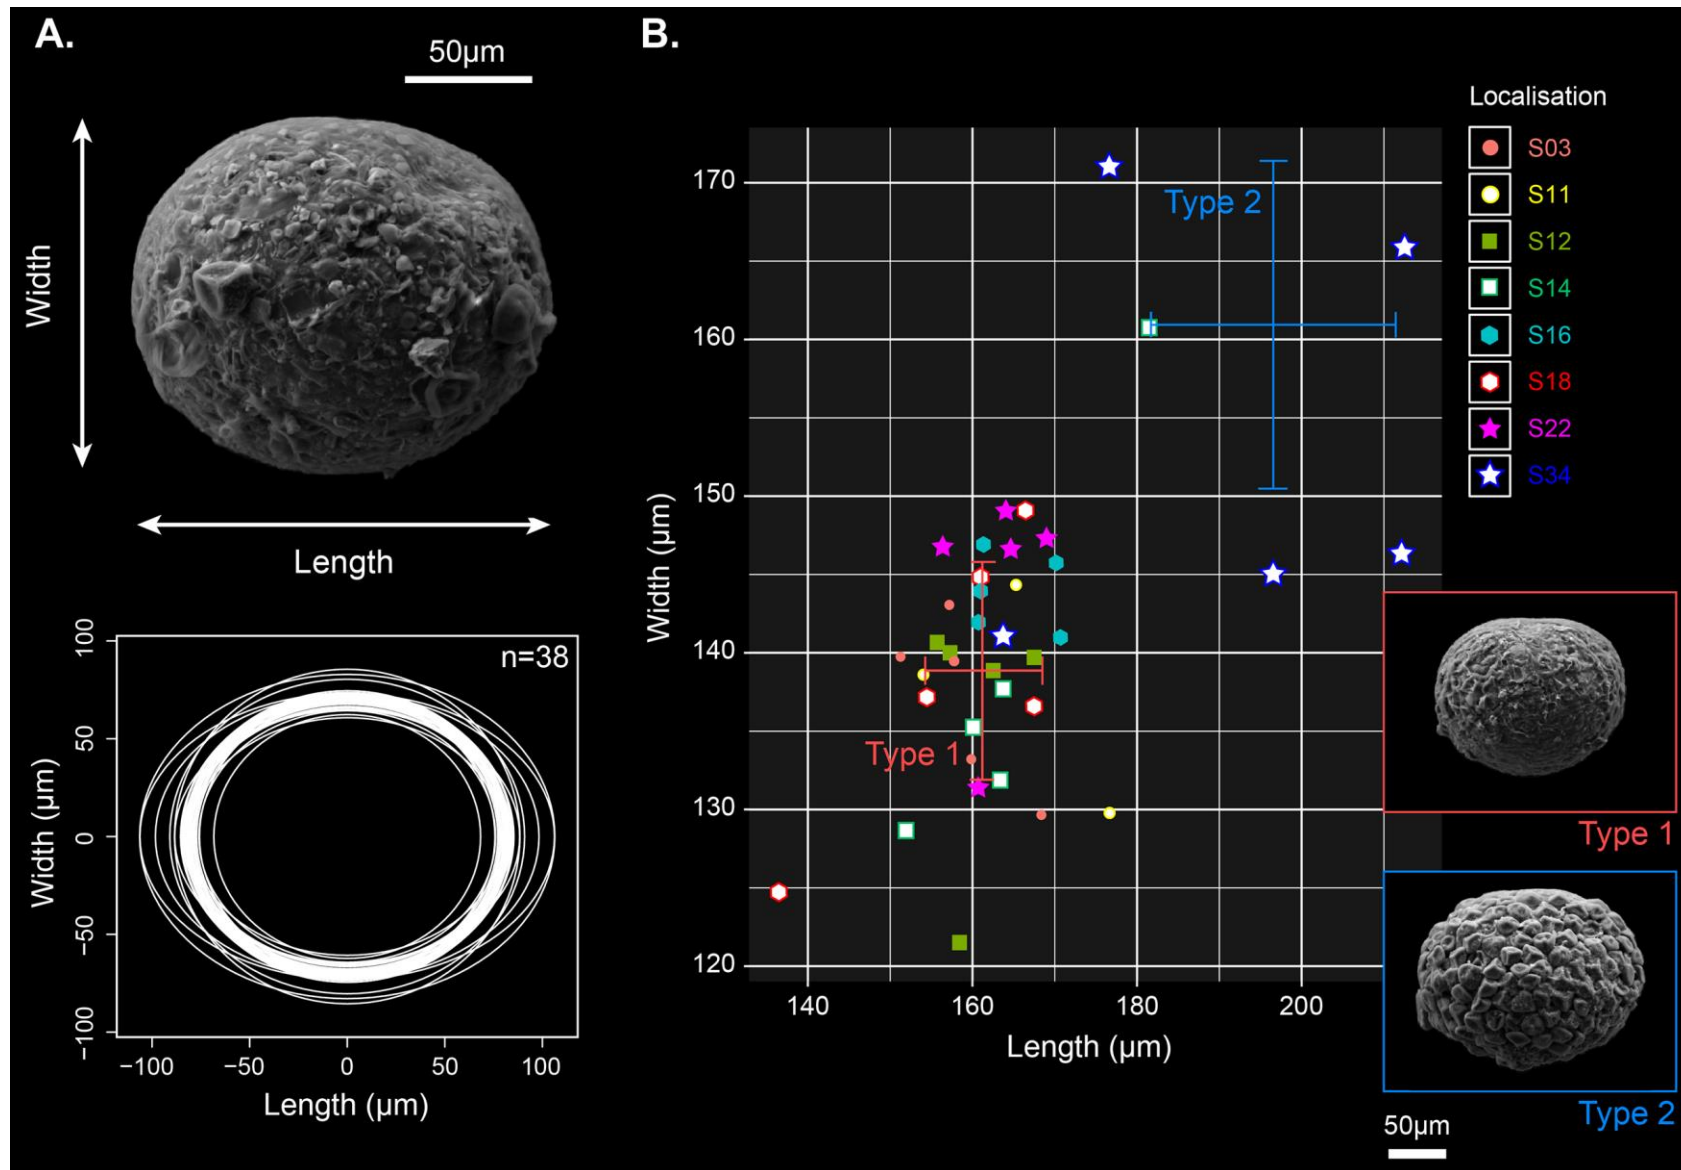 A.
50µm
Width
Length
n=38
100
50
0
−50
−100
Width (µm)
−100
−50
0
50
100
Length (µm)
B.
170
160
150
140
130
120
Width (µm)
140
160
180
200
Length (µm)
Type 2
Type 1
Localisation
S03
S11
S12
S14
S16
S18
S22
S34
Type 1
Type 2
50µm